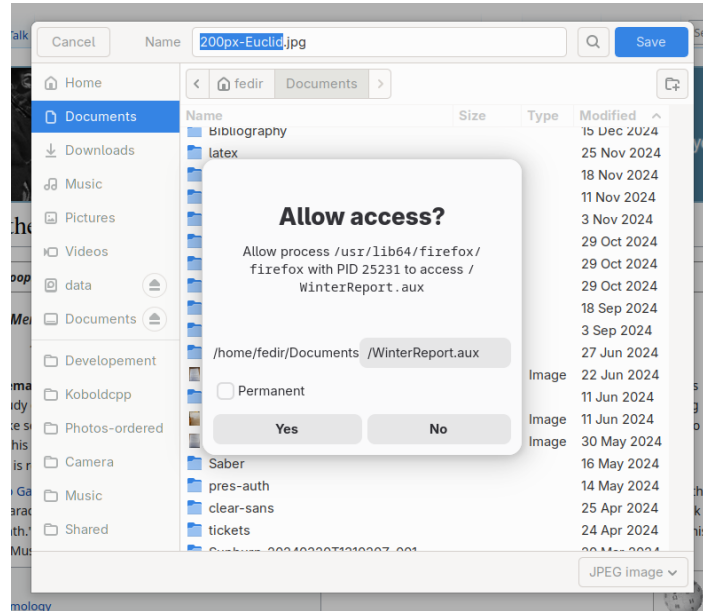 Talk
Cancel
Name
200px-Euclid.jpg
Save
Home
Documents
Downloads
Music
Pictures
Videos
data
Documents
Developement
Koboldcpp
Photos-ordered
Camera
Music
Shared
fedir
Documents
Name Size Type Modified
Bibliography 15 Dec 2024
latex 25 Nov 2024
18 Nov 2024
11 Nov 2024
3 Nov 2024
29 Oct 2024
29 Oct 2024
29 Oct 2024
18 Sep 2024
3 Sep 2024
27 Jun 2024
Image 22 Jun 2024
11 Jun 2024
Image 11 Jun 2024
Image 30 May 2024
Saber 16 May 2024
pres-auth 14 May 2024
clear-sans 25 Apr 2024
tickets 24 Apr 2024
Allow access?
Allow process /usr/lib64/firefox/
firefox with PID 25231 to access /
WinterReport.aux
/home/fedir/Documents /WinterReport.aux
Permanent
Yes
No
JPEG image